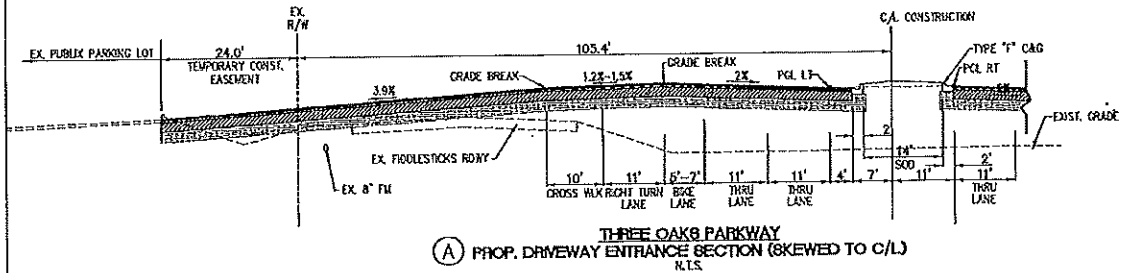 EX.
R/W
C/L CONSTRUCTION
EX. PUBLIX PARKING LOT
24.0'
TEMPORARY CONST.
EASEMENT
105.4'
TYPE "F" C&G
GRADE BREAK
GRADE BREAK
PGL RT
3.9%
1.2%-1.5%
2%
PGL LT
EXIST. GRADE
EX. FIDDLESTICKS RDWY
EX. 8" FM
2'
14'
SOD
10'
CROSS WLK
11'
RIGHT TURN
LANE
5'-7'
BIKE
LANE
11'
THRU
LANE
11'
THRU
LANE
4'
7'
11'
2'
11'
THRU
LANE
THREE OAKS PARKWAY
A PROP. DRIVEWAY ENTRANCE SECTION (SKEWED TO C/L)
N.T.S.